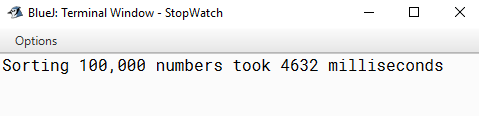 BlueJ: Terminal Window - StopWatch
Options
Sorting 100,000 numbers took 4632 milliseconds